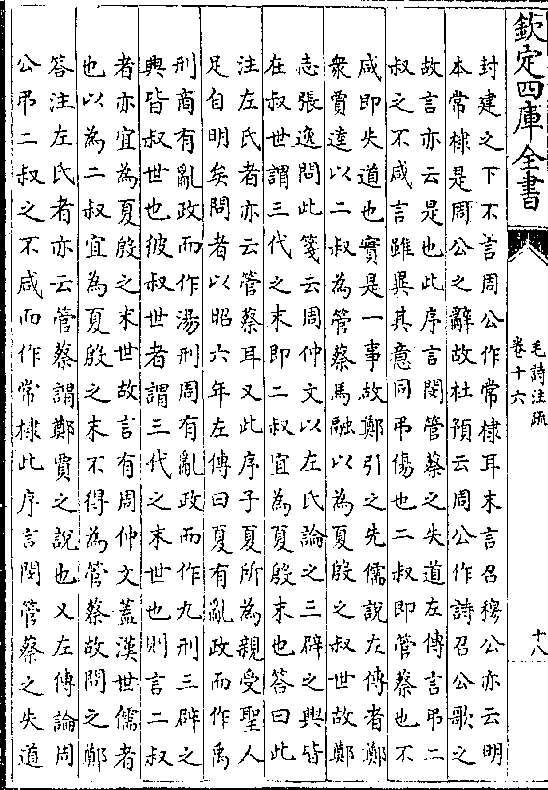 欽定四庫全書
毛詩注疏
卷十六
十八
封建之下不言周公作常棣耳末言召穆公亦云明
本常棣是周公之辭故杜預云周公作詩召公歌之
故言亦云是也此序言閔管蔡之失道左傳言弔二
叔之不咸言雖異其意同弔傷也二叔即管蔡也不
咸即失道也實是一事故鄭引之先儒說左傳者鄭
衆賈逵以二叔為管蔡馬融以為夏殷之叔世故鄭
志張逸問此箋云周仲文以左氏論之三辟之興皆
在叔世謂三代之末即二叔宜為夏殷末也答曰此
注左氏者亦云管蔡耳又此序子夏所為親受聖人
足自明矣問者以昭六年左傳曰夏有亂政而作禹
刑商有亂政而作湯刑周有亂政而作九刑三辟之
興皆叔世也彼叔世者謂三代之末世也則言二叔
者亦宜為夏殷之末世故言有周仲文蓋漢世儒者
也以為二叔宜為夏殷之末不得為管蔡故問之鄭
答注左氏者亦云管蔡謂鄭賈之說也又左傳論周
公弔二叔之不咸而作常棣此序言閔管蔡之失道